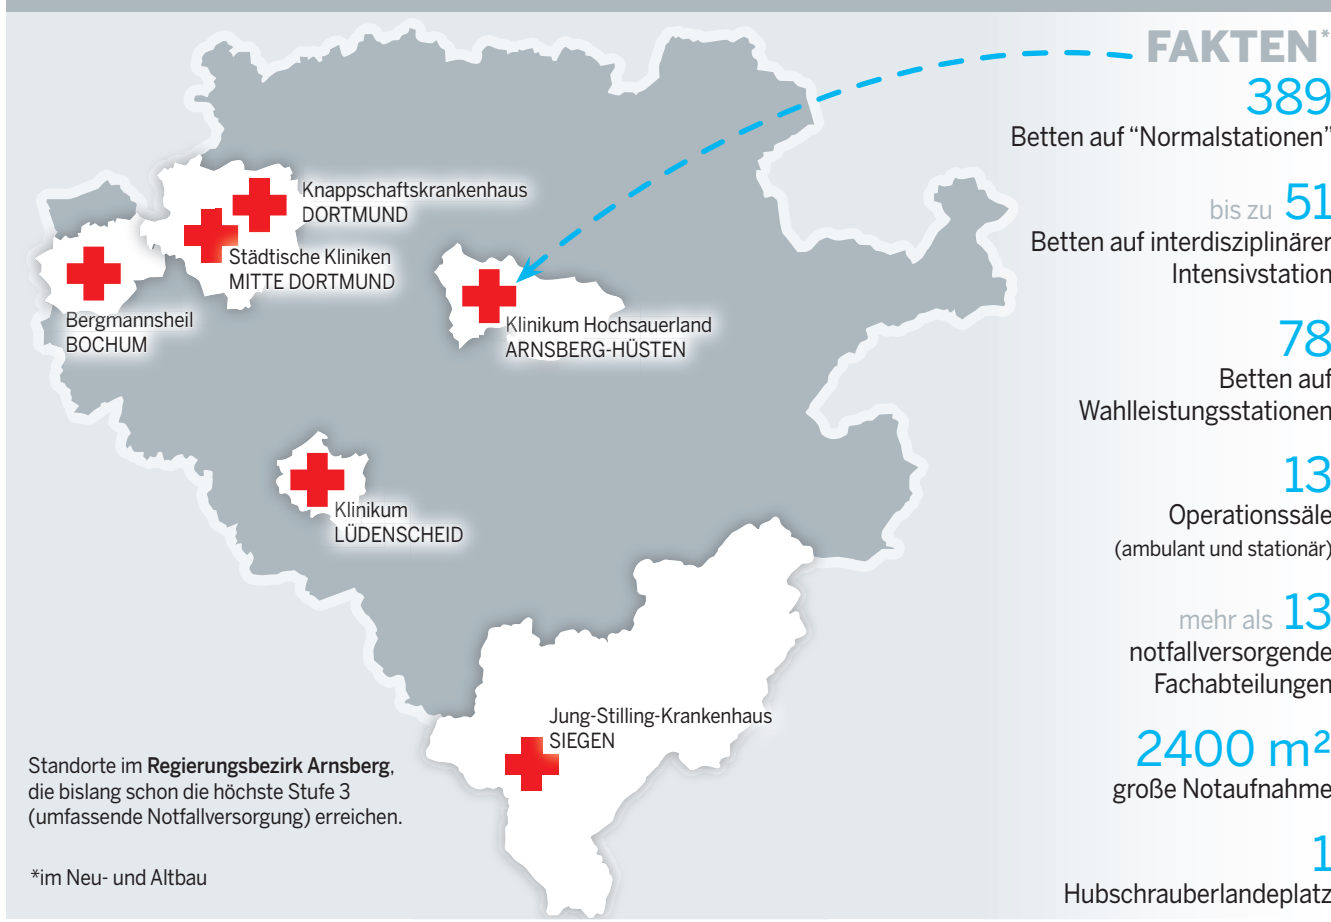 FAKTEN*
389
Betten auf “Normalstationen”
bis zu 51
Betten auf interdisziplinärer
Intensivstation
78
Betten auf
Wahlleistungsstationen
13
Operationssäle
(ambulant und stationär)
mehr als 13
notfallversorgende
Fachabteilungen
2400 m²
große Notaufnahme
1
Hubschrauberlandeplatz
Knappschaftskrankenhaus
DORTMUND
Städtische Kliniken
MITTE DORTMUND
Bergmannsheil
BOCHUM
Klinikum Hochsauerland
ARNSBERG-HÜSTEN
Klinikum
LÜDENSCHEID
Jung-Stilling-Krankenhaus
SIEGEN
Standorte im Regierungsbezirk Arnsberg,
die bislang schon die höchste Stufe 3
(umfassende Notfallversorgung) erreichen.
*im Neu- und Altbau